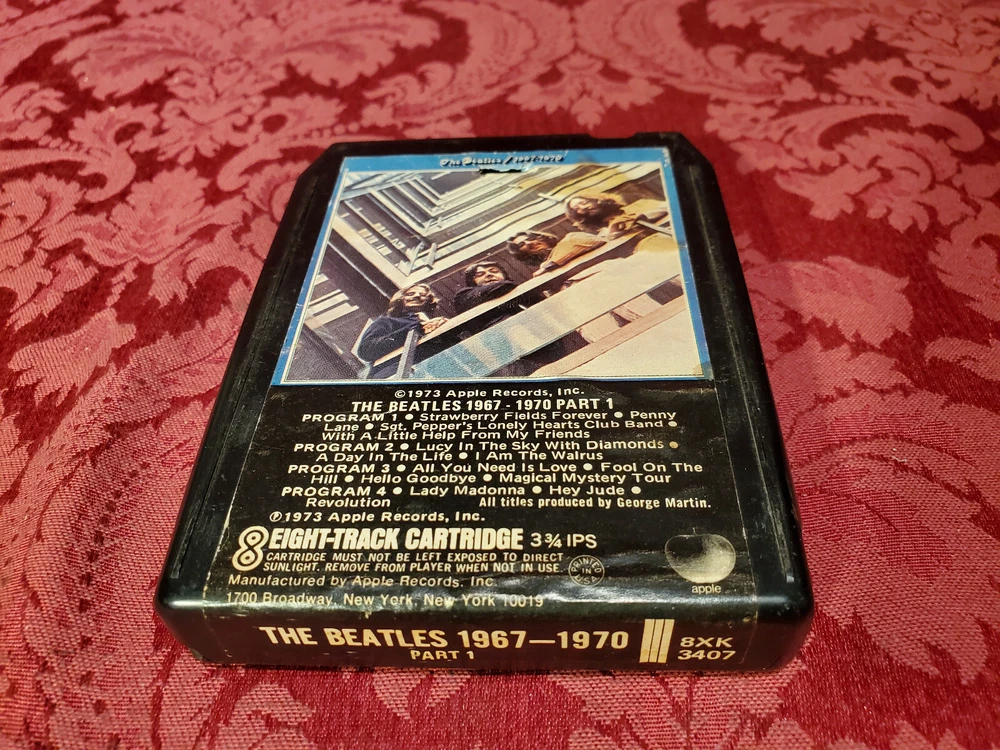 The Beatles / 1967-1970
©1973 Apple Records, Inc.
THE BEATLES 1967 - 1970 PART 1
PROGRAM 1 ● Strawberry Fields Forever ● Penny
Lane ● Sgt. Pepper's Lonely Hearts Club Band ●
With A Little Help From My Friends
PROGRAM 2 ● Lucy In The Sky With Diamonds ●
A Day In The Life ● I Am The Walrus
PROGRAM 3 ● All You Need Is Love ● Fool On The
Hill ● Hello Goodbye ● Magical Mystery Tour
PROGRAM 4 ● Lady Madonna ● Hey Jude ●
Revolution All titles produced by George Martin.
℗1973 Apple Records, Inc.
8 EIGHT-TRACK CARTRIDGE 3¾ IPS
CARTRIDGE MUST NOT BE LEFT EXPOSED TO DIRECT
SUNLIGHT. REMOVE FROM PLAYER WHEN NOT IN USE.
PRINTED IN U.S.A.
apple
Manufactured by Apple Records, Inc.
1700 Broadway, New York, New York 10019
THE BEATLES 1967—1970
PART 1
8XK
3407